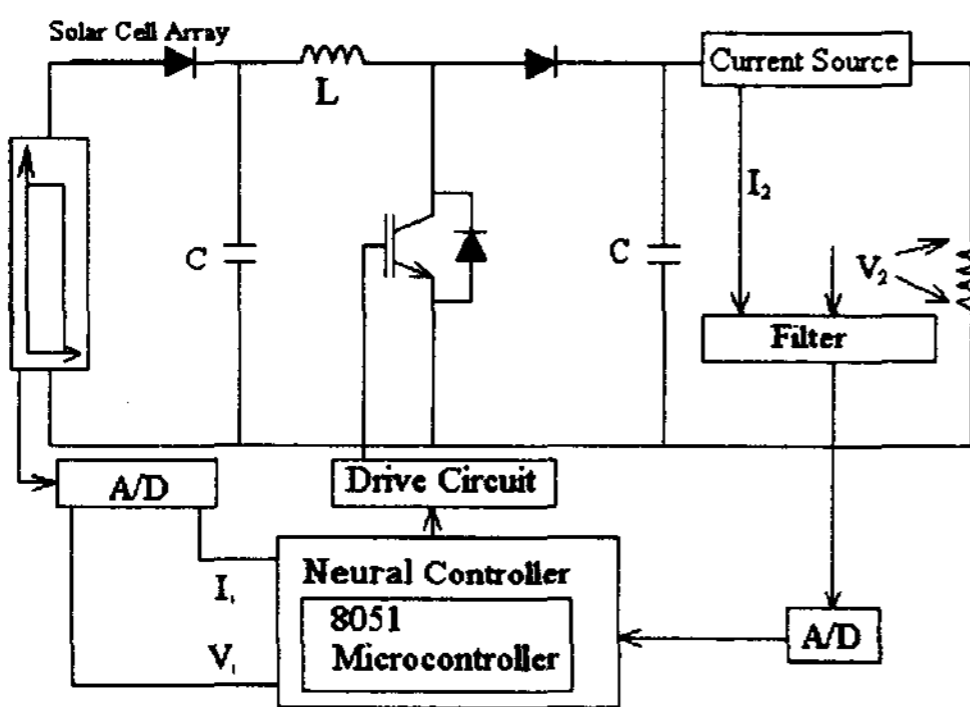 Solar Cell Array
L
Current Source
I₂
C
C
V₂
Filter
A/D
Drive Circuit
I₁
Neural Controller
8051
Microcontroller
V₁
A/D